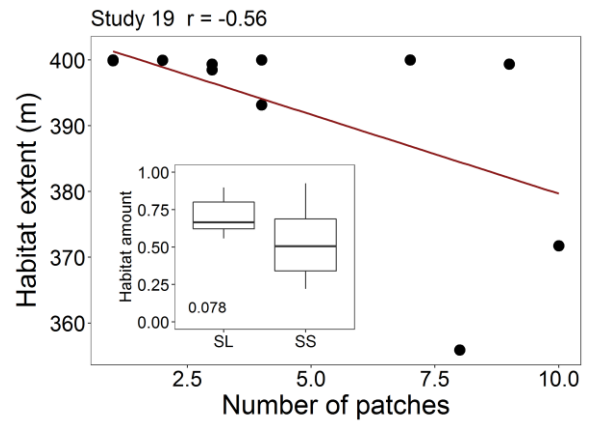 Study 19 r = -0.56
Habitat extent (m)
400
390
380
370
360
Habitat amount
1.00
0.75
0.50
0.25
0.00
0.078
SL SS
2.5 5.0 7.5 10.0
Number of patches